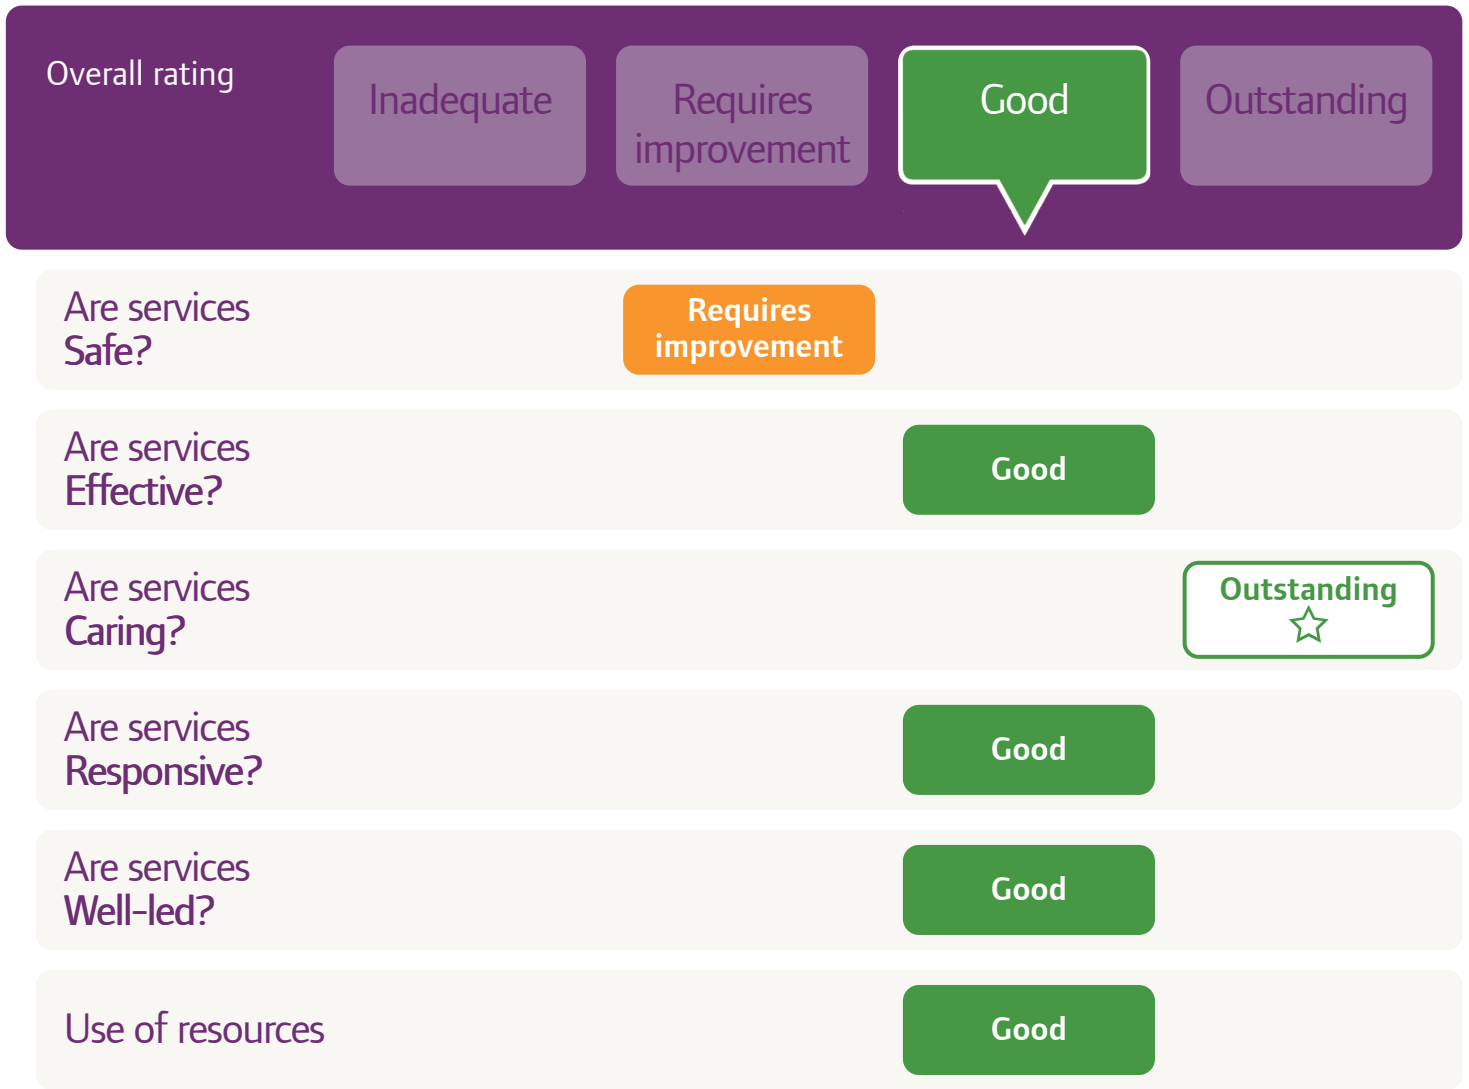 Overall rating
Inadequate
Requires
improvement
Good
Outstanding
Are services
Safe?
Requires
improvement
Are services
Effective?
Good
Are services
Caring?
Outstanding
Are services
Responsive?
Good
Are services
Well-led?
Good
Use of resources
Good